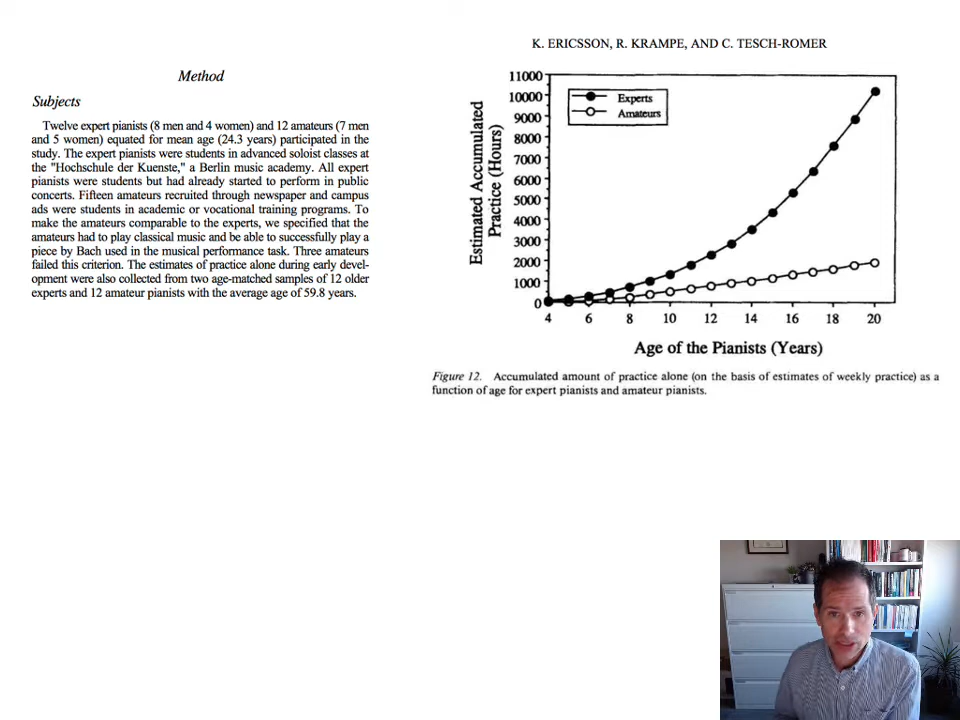 Method
Subjects
Twelve expert pianists (8 men and 4 women) and 12 amateurs (7 men
and 5 women) equated for mean age (24.3 years) participated in the
study. The expert pianists were students in advanced soloist classes at
the "Hochschule der Kuenste," a Berlin music academy. All expert
pianists were students but had already started to perform in public
concerts. Fifteen amateurs recruited through newspaper and campus
ads were students in academic or vocational training programs. To
make the amateurs comparable to the experts, we specified that the
amateurs had to play classical music and be able to successfully play a
piece by Bach used in the musical performance task. Three amateurs
failed this criterion. The estimates of practice alone during early devel-
opment were also collected from two age-matched samples of 12 older
experts and 12 amateur pianists with the average age of 59.8 years.
K. ERICSSON, R. KRAMPE, AND C. TESCH-ROMER
Estimated Accumulated
Practice (Hours)
11000
10000
9000
8000
7000
6000
5000
4000
3000
2000
1000
0
Experts
Amateurs
4 6 8 10 12 14 16 18 20
Age of the Pianists (Years)
Figure 12. Accumulated amount of practice alone (on the basis of estimates of weekly practice) as a
function of age for expert pianists and amateur pianists.